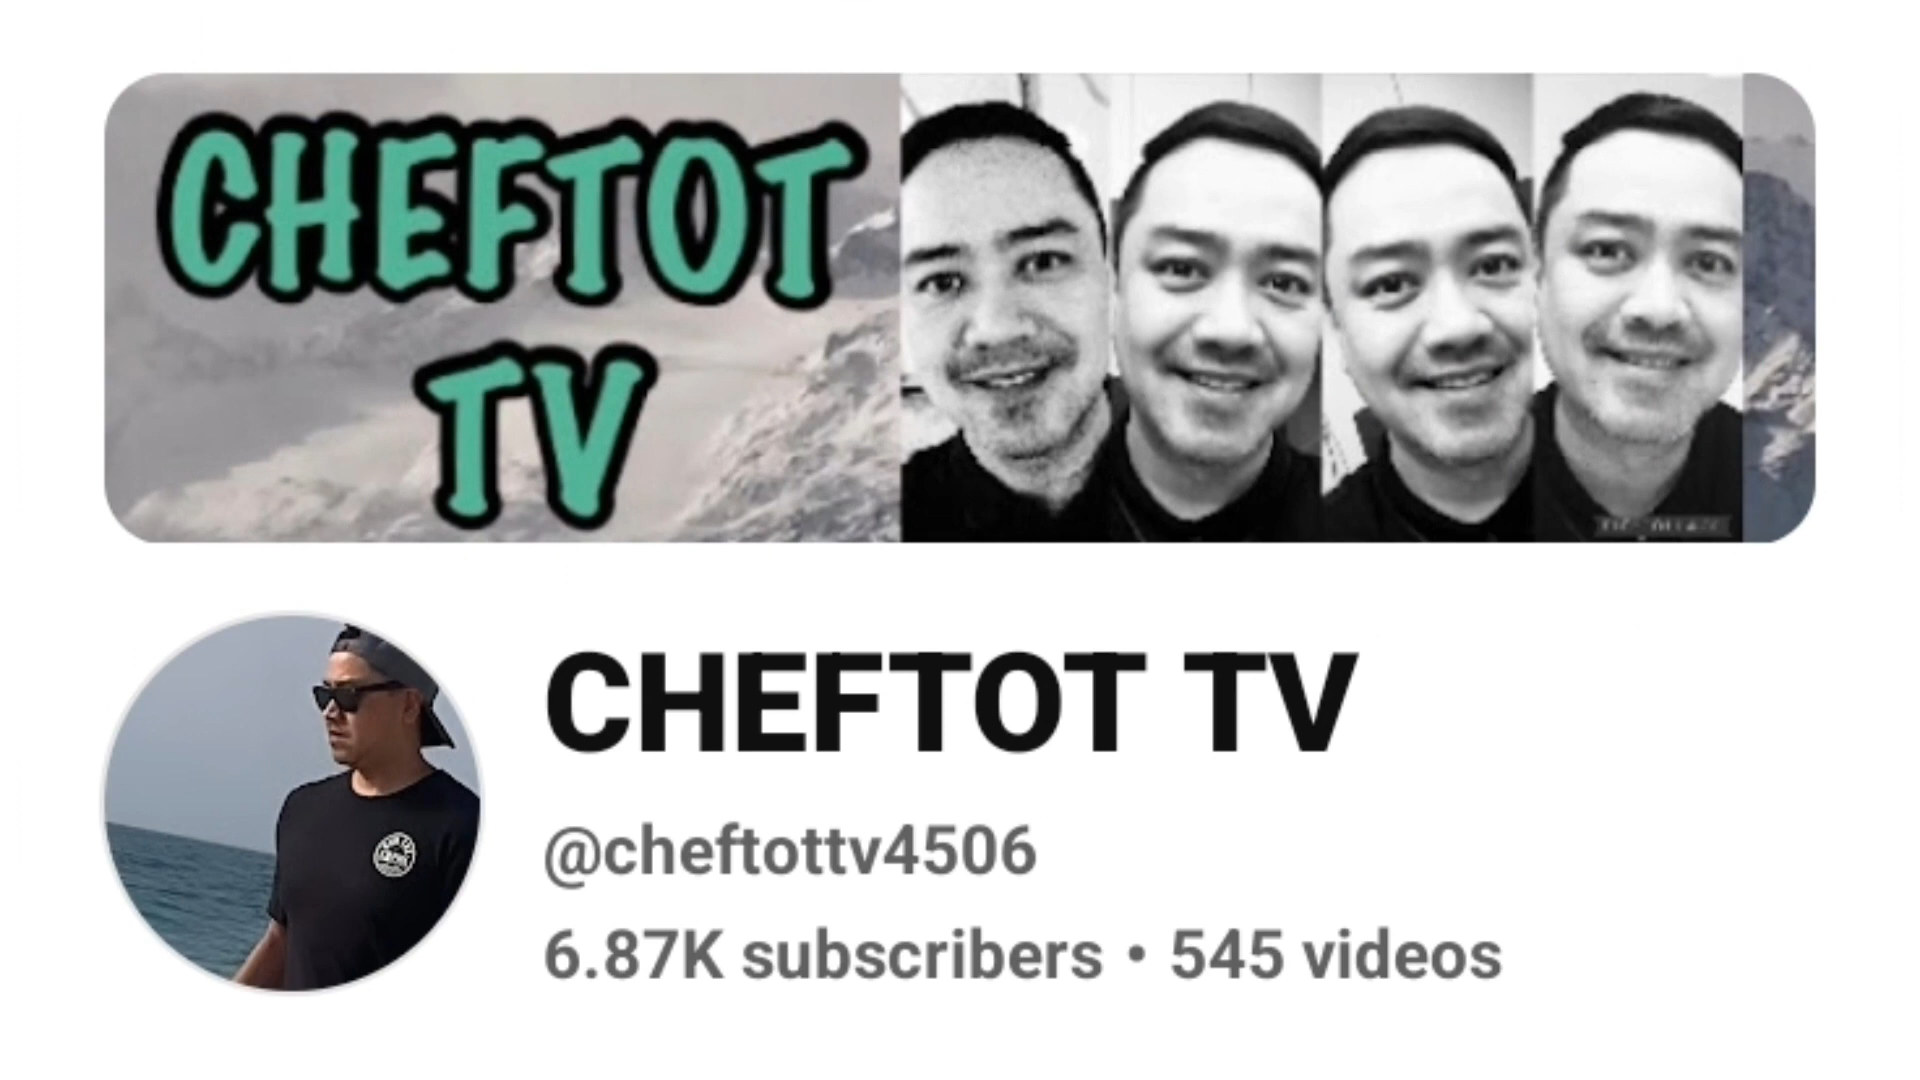 CHEFTOT
TV
CHEFTOT TV
@cheftottv4506
6.87K subscribers • 545 videos